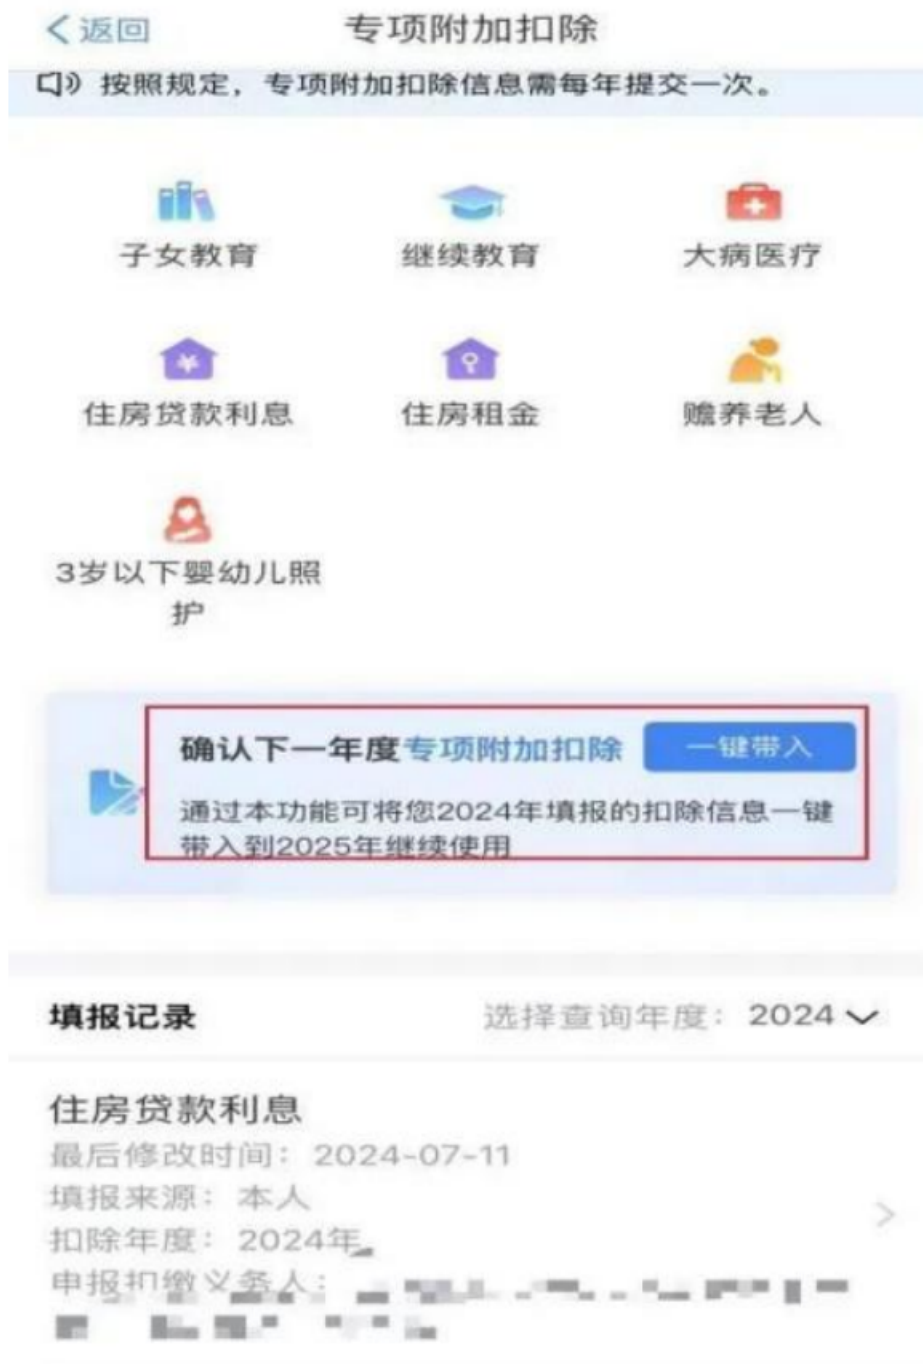 返回
专项附加扣除
按照规定，专项附加扣除信息需每年提交一次。
子女教育
继续教育
大病医疗
住房贷款利息
住房租金
赡养老人
3岁以下婴幼儿照
护
确认下一年度专项附加扣除
一键带入
通过本功能可将您2024年填报的扣除信息一键
带入到2025年继续使用
填报记录
选择查询年度：2024
住房贷款利息
最后修改时间：2024-07-11
填报来源：本人
扣除年度：2024年
申报扣缴义务人：